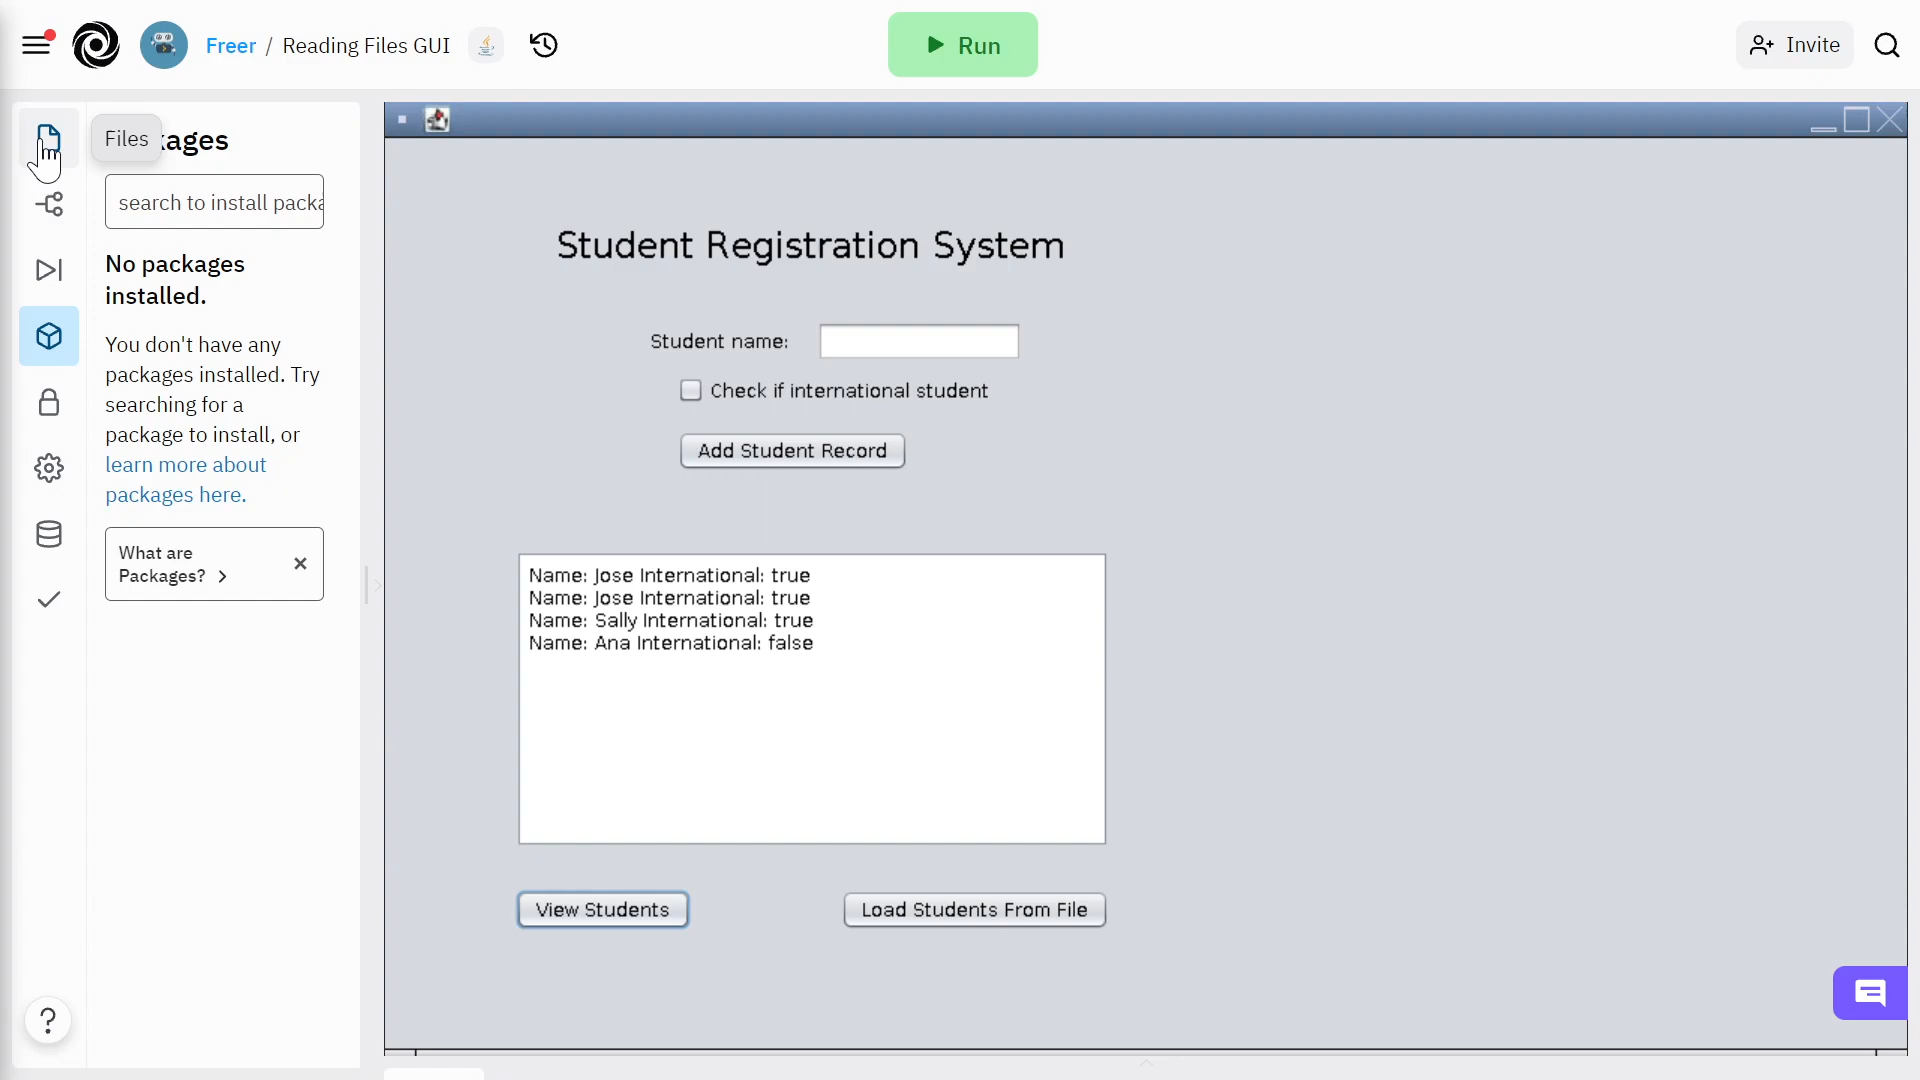 Freer / Reading Files GUI
Run
Invite
Files
kages
search to install packa
No packages
installed.
You don't have any
packages installed. Try
searching for a
package to install, or
learn more about
packages here.
What are
Packages?
?
Student Registration System
Student name:
Check if international student
Add Student Record
Name: Jose International: true
Name: Jose International: true
Name: Sally International: true
Name: Ana International: false
View Students
Load Students From File